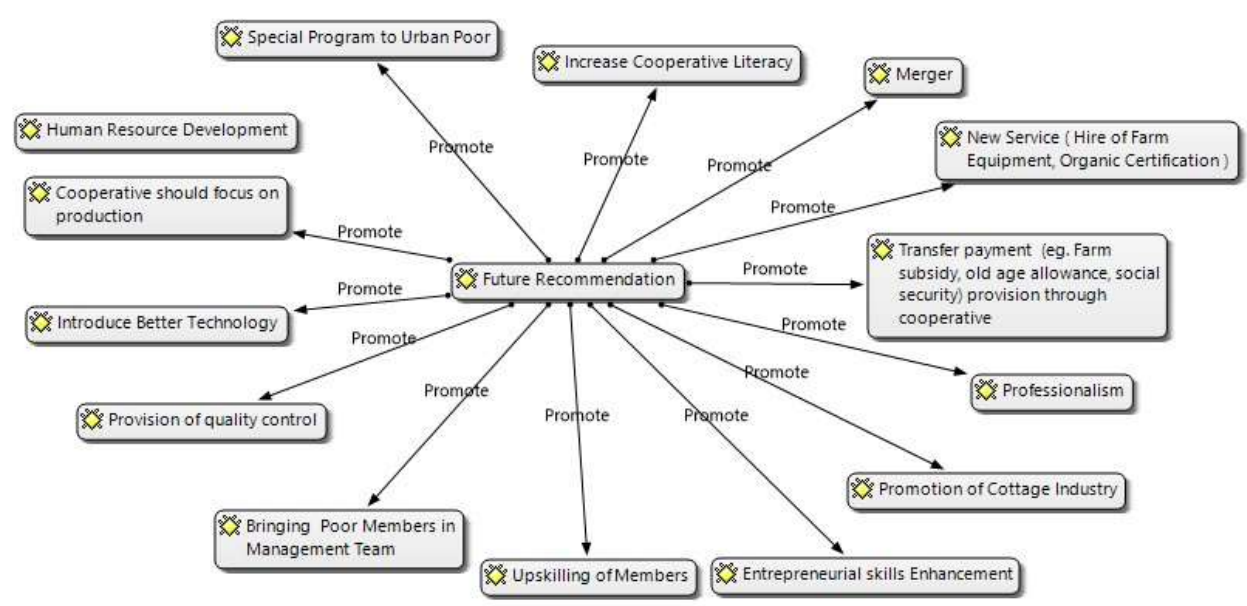 Special Program to Urban Poor
Increase Cooperative Literacy
Merger
Human Resource Development
New Service ( Hire of Farm
Equipment, Organic Certification )
Promote
Promote
Promote
Cooperative should focus on
production
Promote
Promote
Transfer payment  (eg. Farm
subsidy, old age allowance, social
security) provision through
cooperative
Promote
Future Recommendation
Promote
Introduce Better Technology
Promote
Promote
Promote
Promote
Professionalism
Provision of quality control
Promote
Promote
Promotion of Cottage Industry
Bringing  Poor Members in
Management Team
Upskilling of Members
Entrepreneurial skills Enhancement